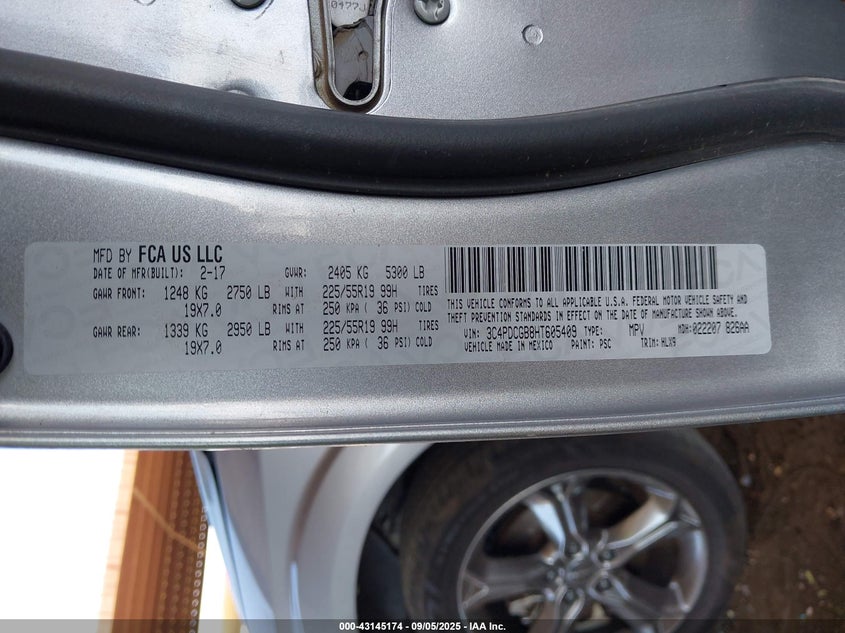 0477J
MFD BY FCA US LLC
DATE OF MFR(BUILT): 2-17 GVWR: 2405 KG 5300 LB
GAWR FRONT: 1248 KG 2750 LB WITH 225/55R19 99H TIRES
19X7.0 RIMS AT 250 KPA ( 36 PSI) COLD
GAWR REAR: 1339 KG 2950 LB WITH 225/55R19 99H TIRES
19X7.0 RIMS AT 250 KPA ( 36 PSI) COLD
THIS VEHICLE CONFORMS TO ALL APPLICABLE U.S.A. FEDERAL MOTOR VEHICLE SAFETY, BUMPER, AND
THEFT PREVENTION STANDARDS IN EFFECT ON THE DATE OF MANUFACTURE SHOWN ABOVE.
VIN: 3C4PDCGB8HT605409 TYPE: MPV MDH: 022207 826AA
VEHICLE MADE IN MEXICO PAINT: PSC TRIM: HLX9
000-43145174 - 09/05/2025 - IAA Inc.